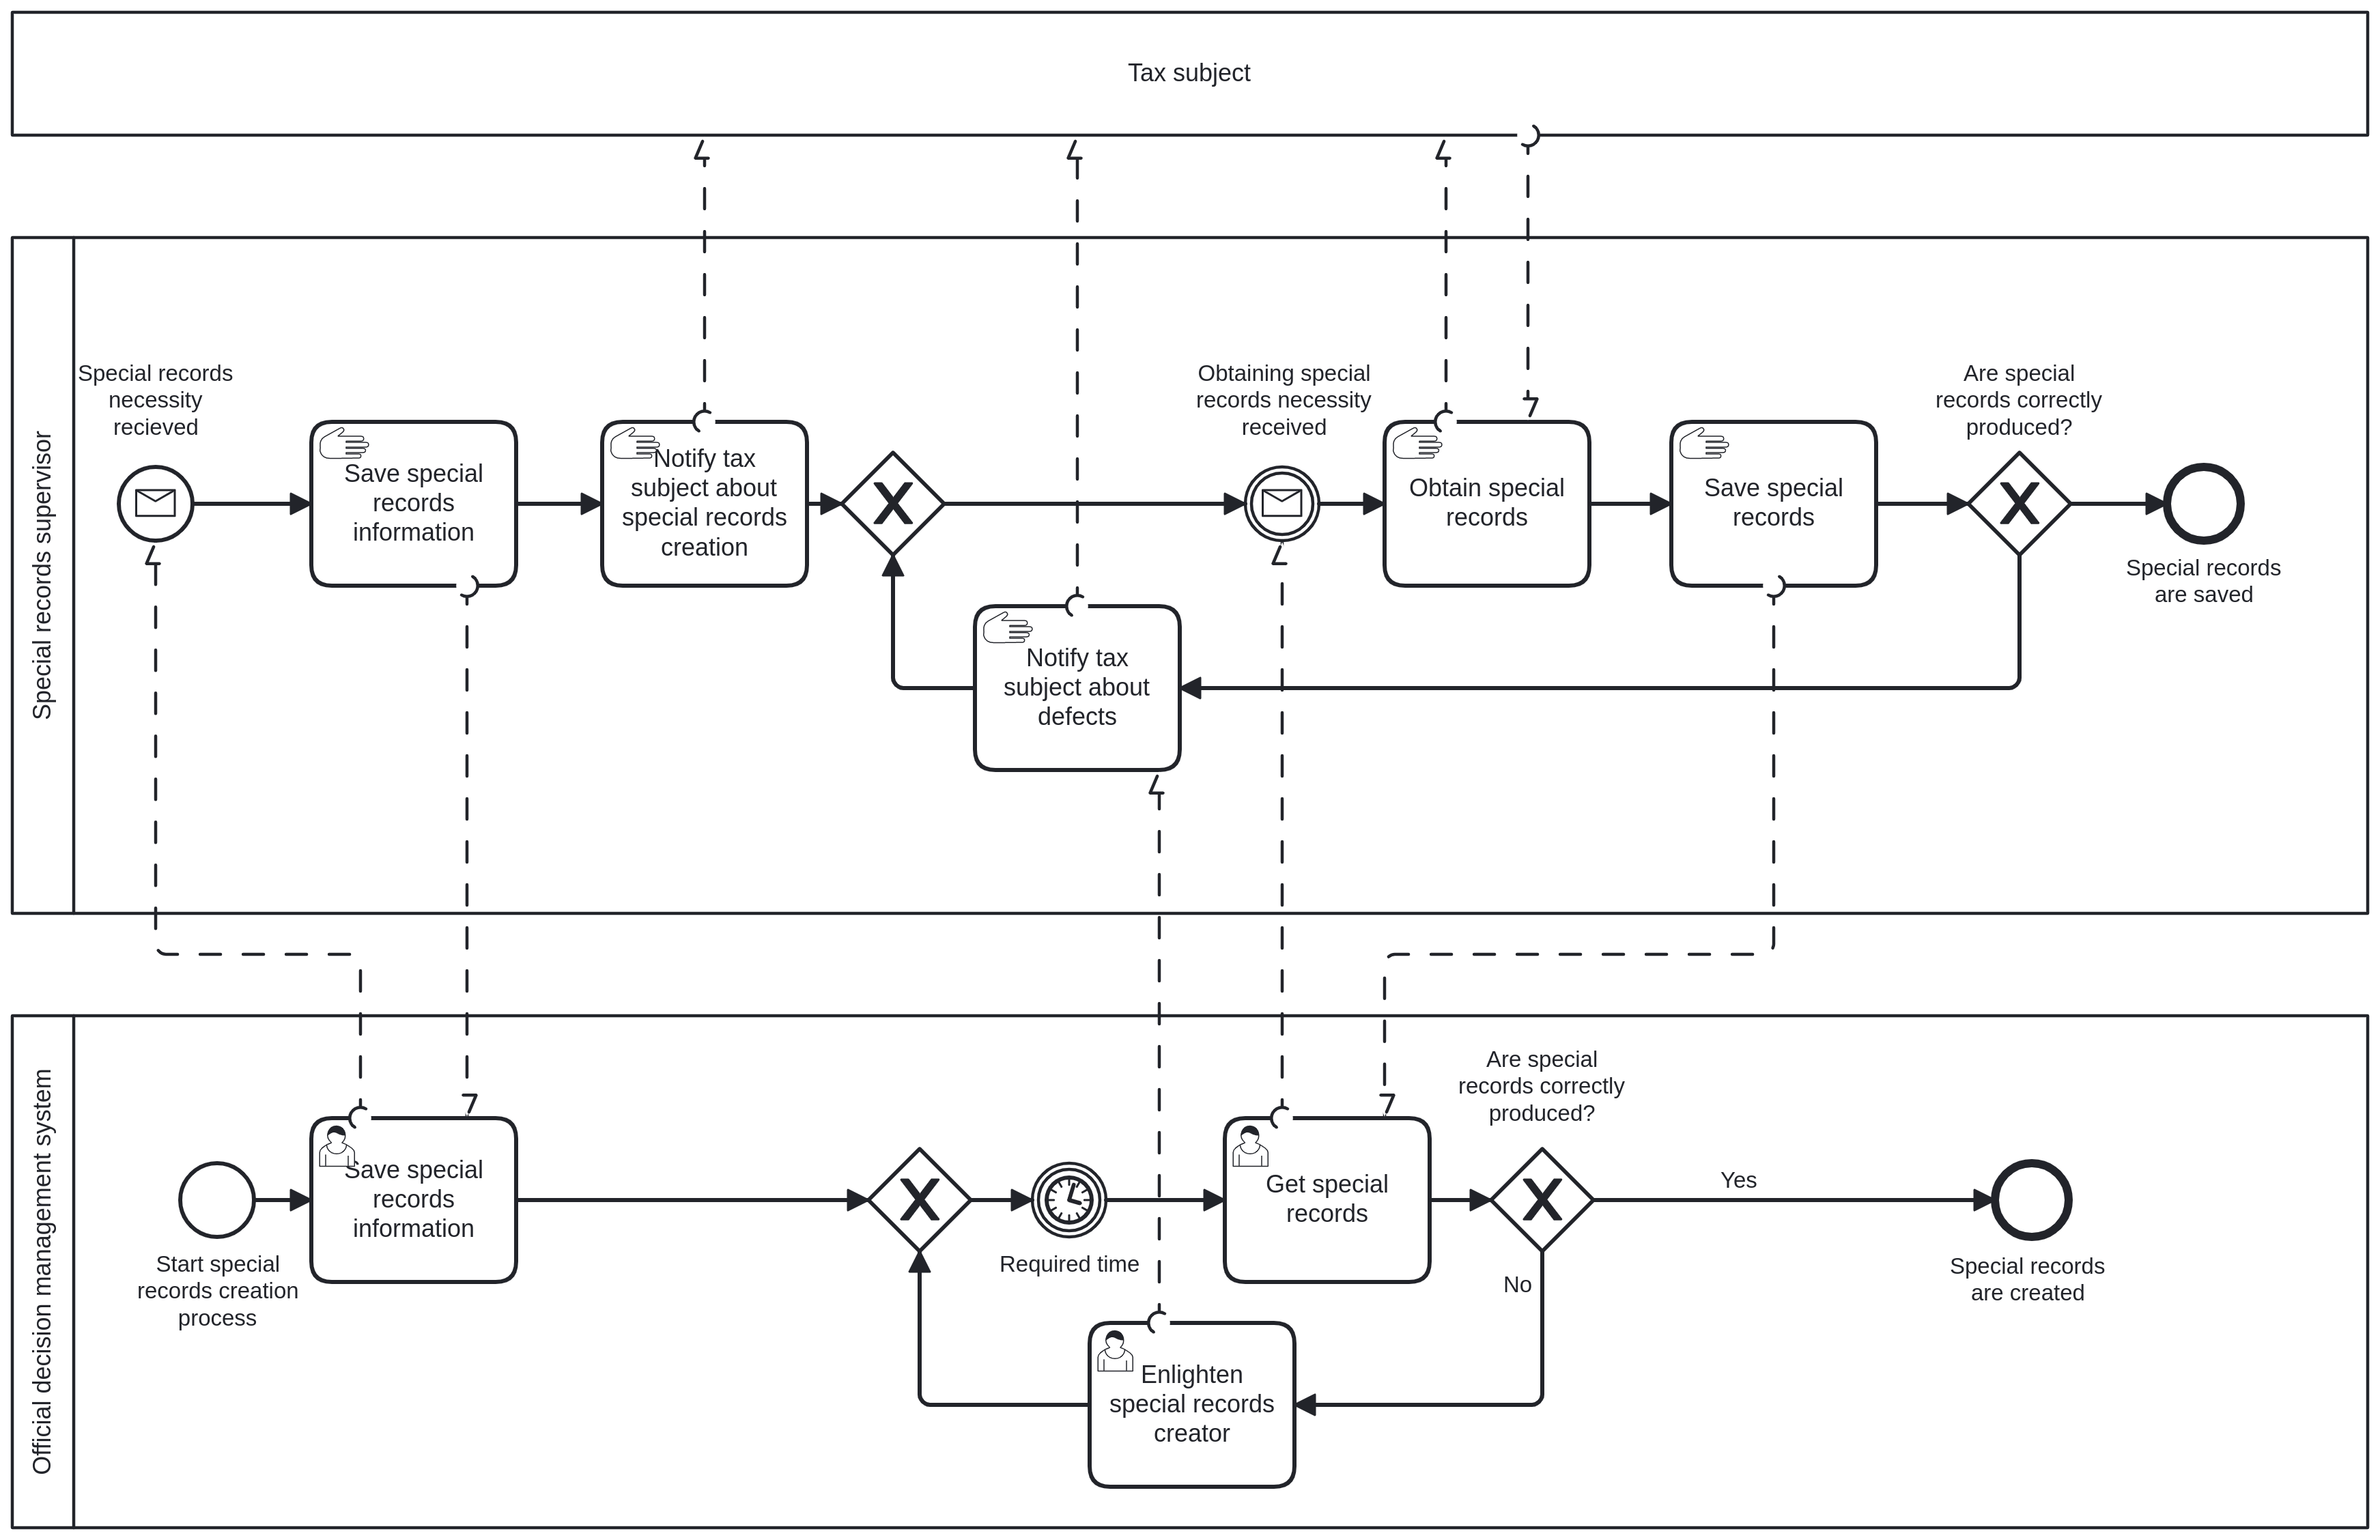 Tax subject
Special records supervisor
Special records
necessity
recieved
Save special
records
information
Notify tax
subject about
special records
creation
Obtaining special
records necessity
received
Obtain special
records
Save special
records
Are special
records correctly
produced?
Special records
are saved
Notify tax
subject about
defects
Official decision management system
Start special
records creation
process
Save special
records
information
Required time
Get special
records
Are special
records correctly
produced?
Yes
No
Special records
are created
Enlighten
special records
creator